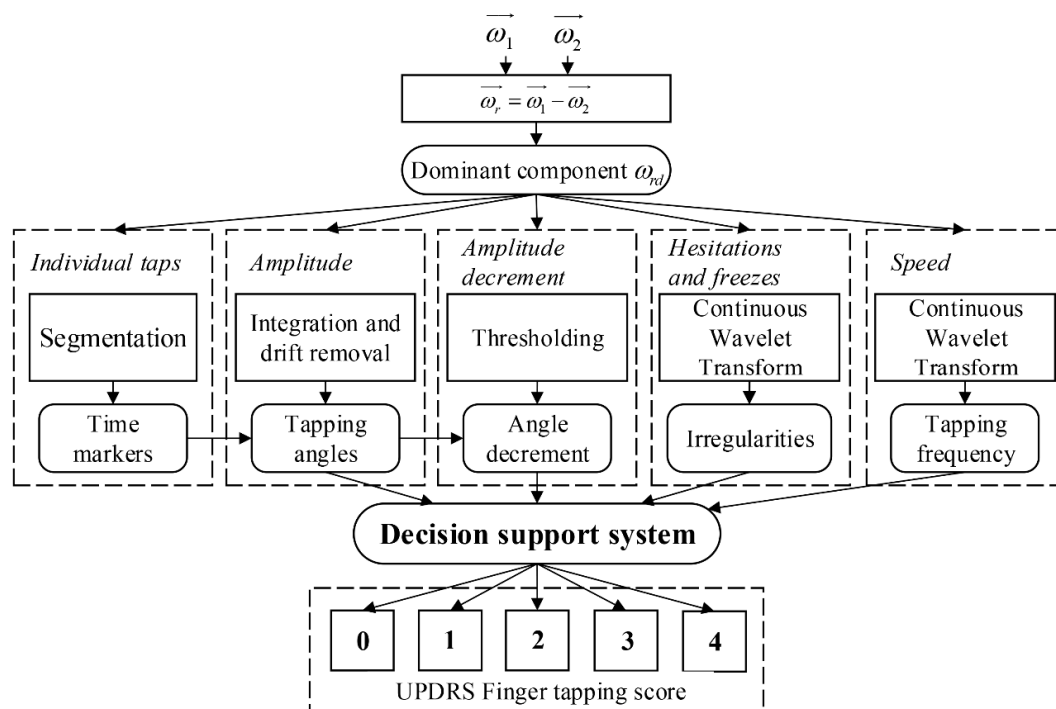 ω₁ ω₂
ωᵣ = ω₁ − ω₂
Dominant component ω_rd
Individual taps
Segmentation
Time
markers
Amplitude
Integration and
drift removal
Tapping
angles
Amplitude
decrement
Thresholding
Angle
decrement
Hesitations
and freezes
Continuous
Wavelet
Transform
Irregularities
Speed
Continuous
Wavelet
Transform
Tapping
frequency
Decision support system
0 1 2 3 4
UPDRS Finger tapping score